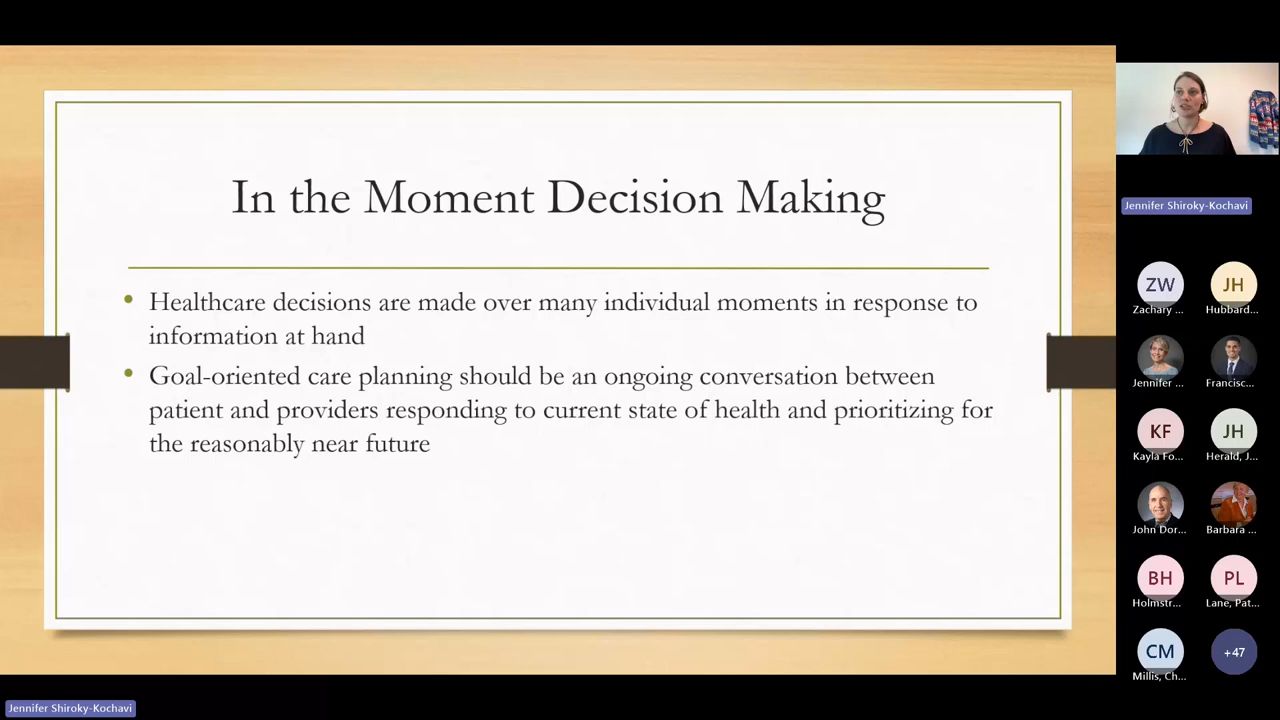 In the Moment Decision Making
• Healthcare decisions are made over many individual moments in response to
information at hand
• Goal-oriented care planning should be an ongoing conversation between
patient and providers responding to current state of health and prioritizing for
the reasonably near future
Jennifer Shiroky-Kochavi
ZW
JH
Zachary ...
Hubbard...
Jennifer ...
Francisc...
KF
JH
Kayla Fo...
Herald, J...
John Dor...
Barbara ...
BH
PL
Holmstr...
Lane, Pat...
CM
+47
Millis, Ch...
Jennifer Shiroky-Kochavi